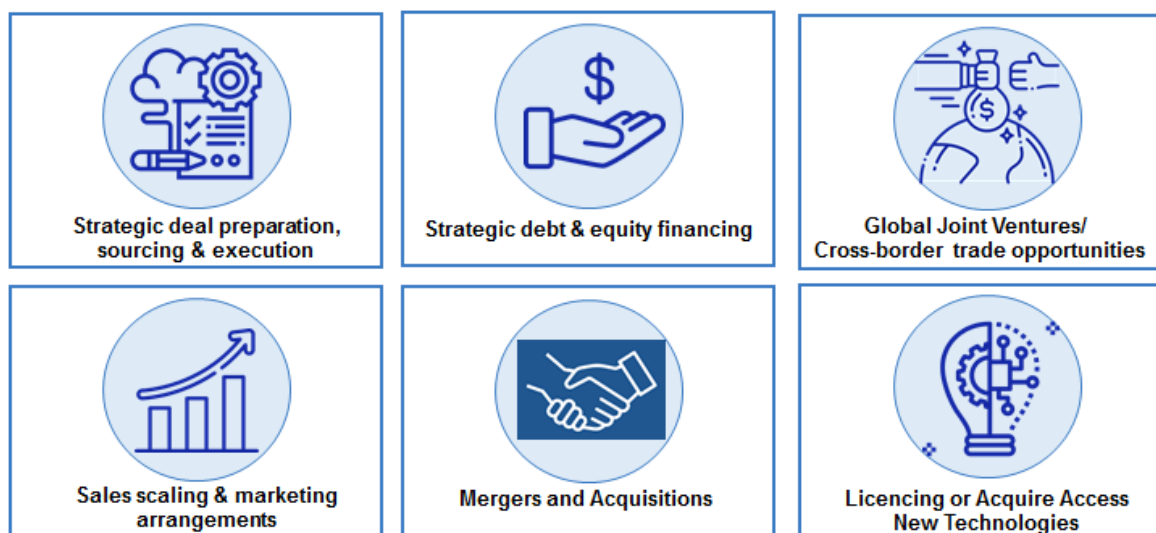 $
$
Strategic deal preparation,
sourcing & execution
Strategic debt & equity financing
Global Joint Ventures/
Cross-border trade opportunities
Sales scaling & marketing
arrangements
Mergers and Acquisitions
Licencing or Acquire Access
New Technologies